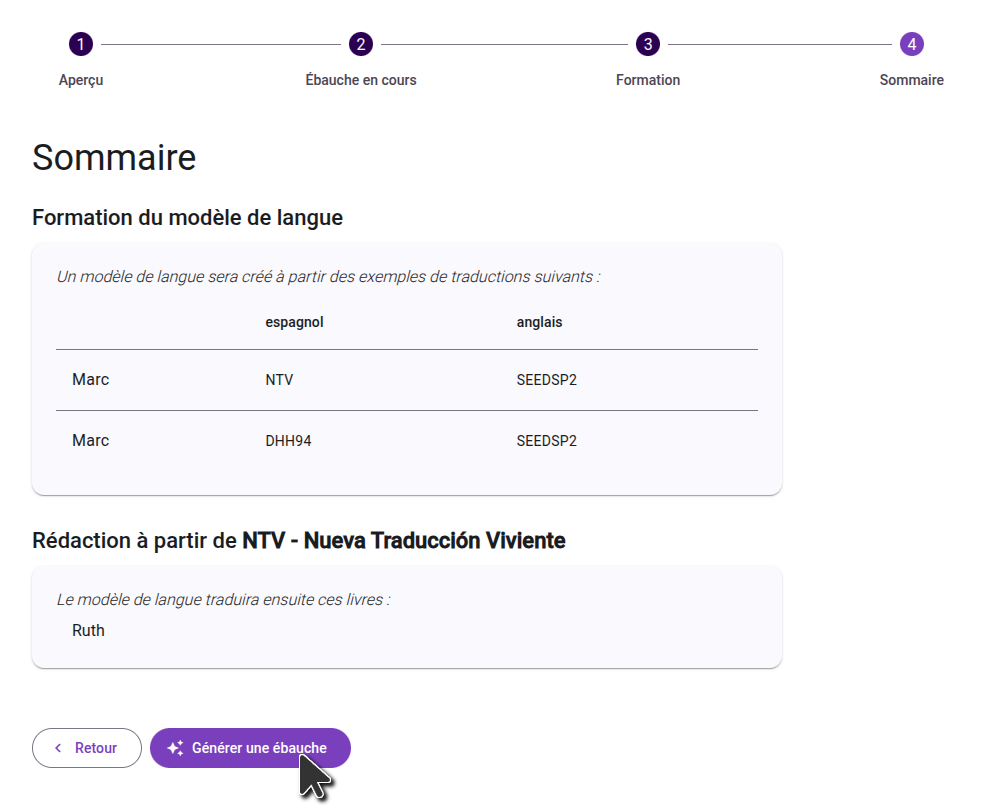 1 2 3 4
Aperçu Ébauche en cours Formation Sommaire
Sommaire
Formation du modèle de langue
Un modèle de langue sera créé à partir des exemples de traductions suivants :
espagnol anglais
Marc NTV SEEDSP2
Marc DHH94 SEEDSP2
Rédaction à partir de NTV - Nueva Traducción Viviente
Le modèle de langue traduira ensuite ces livres :
Ruth
Retour Générer une ébauche